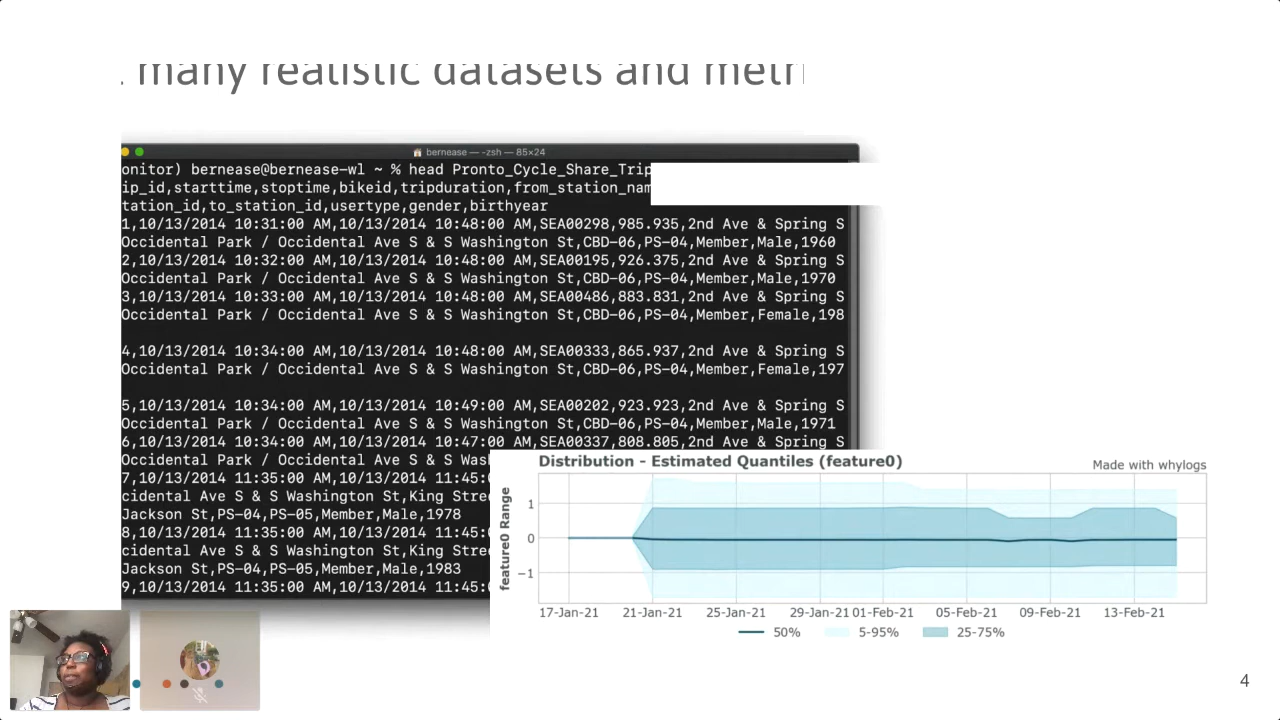 many realistic datasets and metri
bernease — -zsh — 85×24
onitor) bernease@bernease-wl ~ % head Pronto_Cycle_Share_Trip
ip_id,starttime,stoptime,bikeid,tripduration,from_station_nam
tation_id,to_station_id,usertype,gender,birthyear
1,10/13/2014 10:31:00 AM,10/13/2014 10:48:00 AM,SEA00298,985.935,2nd Ave & Spring S
Occidental Park / Occidental Ave S & S Washington St,CBD-06,PS-04,Member,Male,1960
2,10/13/2014 10:32:00 AM,10/13/2014 10:48:00 AM,SEA00195,926.375,2nd Ave & Spring S
Occidental Park / Occidental Ave S & S Washington St,CBD-06,PS-04,Member,Male,1970
3,10/13/2014 10:33:00 AM,10/13/2014 10:48:00 AM,SEA00486,883.831,2nd Ave & Spring S
Occidental Park / Occidental Ave S & S Washington St,CBD-06,PS-04,Member,Female,198
4,10/13/2014 10:34:00 AM,10/13/2014 10:48:00 AM,SEA00333,865.937,2nd Ave & Spring S
Occidental Park / Occidental Ave S & S Washington St,CBD-06,PS-04,Member,Female,197
5,10/13/2014 10:34:00 AM,10/13/2014 10:49:00 AM,SEA00202,923.923,2nd Ave & Spring S
Occidental Park / Occidental Ave S & S Washington St,CBD-06,PS-04,Member,Male,1971
6,10/13/2014 10:34:00 AM,10/13/2014 10:47:00 AM,SEA00337,808.805,2nd Ave & Spring S
Occidental Park / Occidental Ave S & S Wash
7,10/13/2014 11:35:00 AM,10/13/2014 11:45:0
cidental Ave S & S Washington St,King Stree
Jackson St,PS-04,PS-05,Member,Male,1978
8,10/13/2014 11:35:00 AM,10/13/2014 11:45:0
cidental Ave S & S Washington St,King Stree
Jackson St,PS-04,PS-05,Member,Male,1983
9,10/13/2014 11:35:00 AM,10/13/2014 11:45:0
Distribution - Estimated Quantiles (feature0)
Made with whylogs
feature0 Range
1
0
−1
17-Jan-21 21-Jan-21 25-Jan-21 29-Jan-21 01-Feb-21 05-Feb-21 09-Feb-21 13-Feb-21
50% 5-95% 25-75%
4